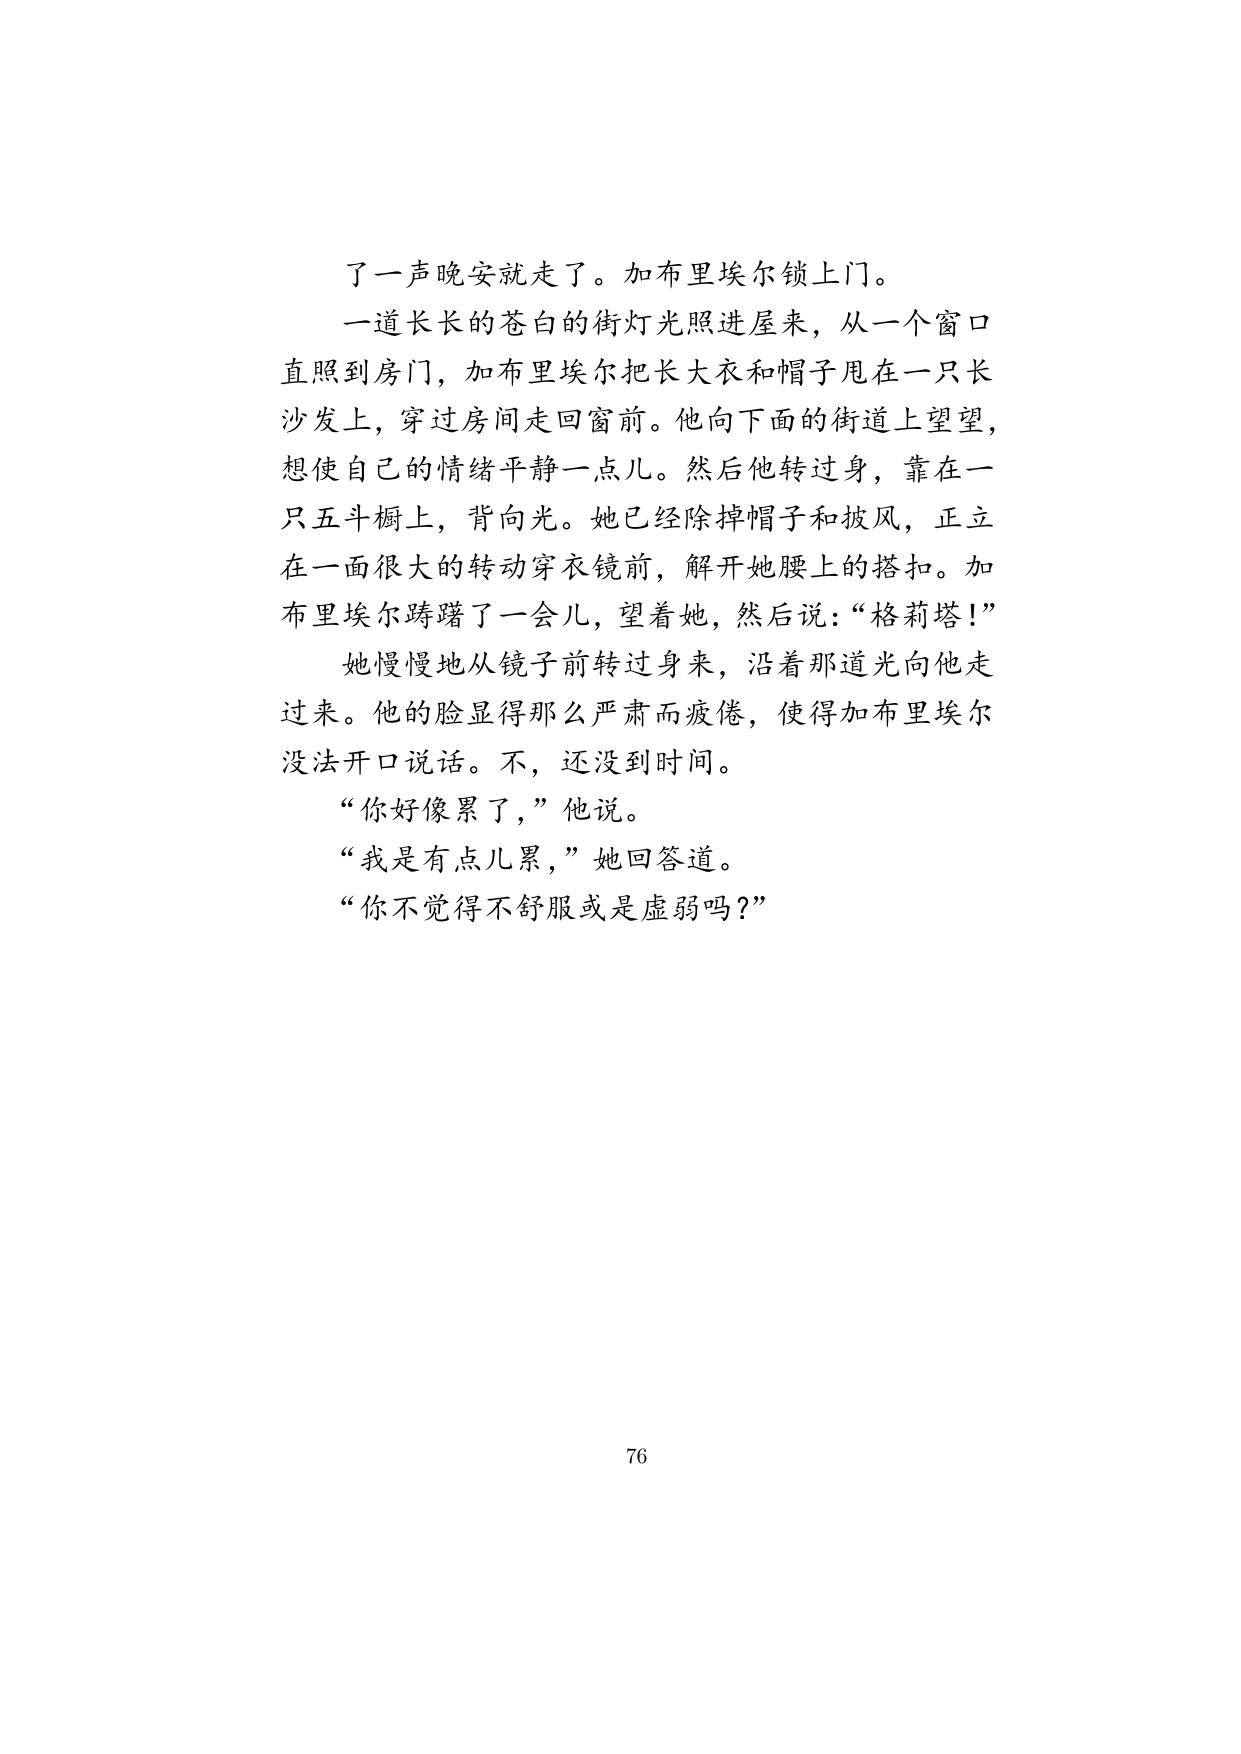 了一声晚安就走了。加布里埃尔锁上门。
一道长长的苍白的街灯光照进屋来，从一个窗口
直照到房门，加布里埃尔把长大衣和帽子甩在一只长
沙发上，穿过房间走回窗前。他向下面的街道上望望，
想使自己的情绪平静一点儿。然后他转过身，靠在一
只五斗橱上，背向光。她已经除掉帽子和披风，正立
在一面很大的转动穿衣镜前，解开她腰上的搭扣。加
布里埃尔踌躇了一会儿，望着她，然后说：“格莉塔！”
她慢慢地从镜子前转过身来，沿着那道光向他走
过来。他的脸显得那么严肃而疲倦，使得加布里埃尔
没法开口说话。不，还没到时间。
“你好像累了，”他说。
“我是有点儿累，”她回答道。
“你不觉得不舒服或是虚弱吗？”
76